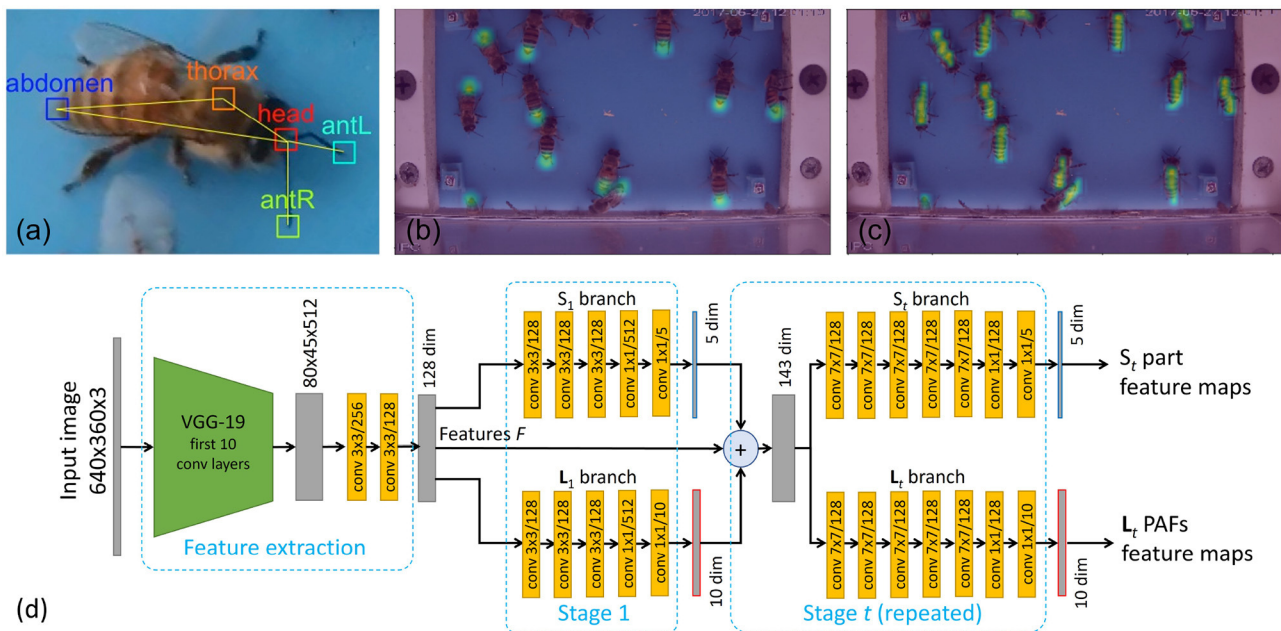 abdomen
thorax
head
antL
antR
(a)
(b)
(c)
S1 branch
St branch
Input image
640x360x3
VGG-19
first 10
conv layers
80x45x512
conv 3x3/256
conv 3x3/128
128 dim
Feature extraction
Features F
conv 3x3/128
conv 3x3/128
conv 3x3/128
conv 1x1/512
conv 1x1/5
5 dim
L1 branch
conv 3x3/128
conv 3x3/128
conv 3x3/128
conv 1x1/512
conv 1x1/10
10 dim
Stage 1
+
143 dim
conv 7x7/128
conv 7x7/128
conv 7x7/128
conv 7x7/128
conv 7x7/128
conv 1x1/128
conv 1x1/5
5 dim
St part
feature maps
Lt branch
conv 7x7/128
conv 7x7/128
conv 7x7/128
conv 7x7/128
conv 7x7/128
conv 1x1/128
conv 1x1/10
10 dim
Lt PAFs
feature maps
Stage t (repeated)
(d)